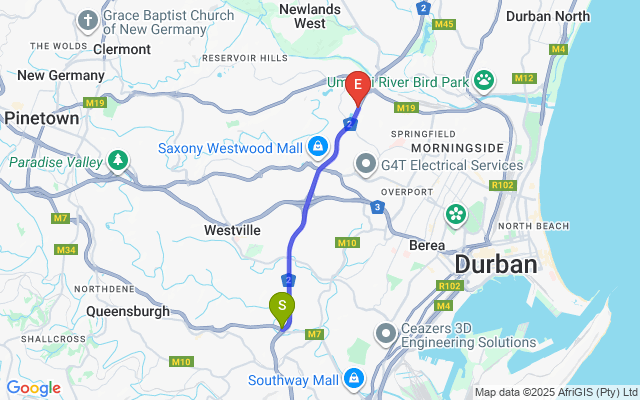 Grace Baptist Church
of New Germany
Newlands
West
2
Durban North
M45
THE WOLDS
Clermont
RESERVOIR HILLS
New Germany
River Bird Park
M12
E
M19
M19
Pinetown
2
SPRINGFIELD
Saxony Westwood Mall
MORNINGSIDE
Paradise Valley
G4T Electrical Services
OVERPORT
R102
3
M7
Westville
NORTH BEACH
M10
Berea
M34
Durban
2
NORTHDENE
R102
S
M4
Queensburgh
M7
Ceazers 3D
Engineering Solutions
SHALLCROSS
M10
Southway Mall
Google
Map data ©2025 AfriGIS (Pty) Ltd